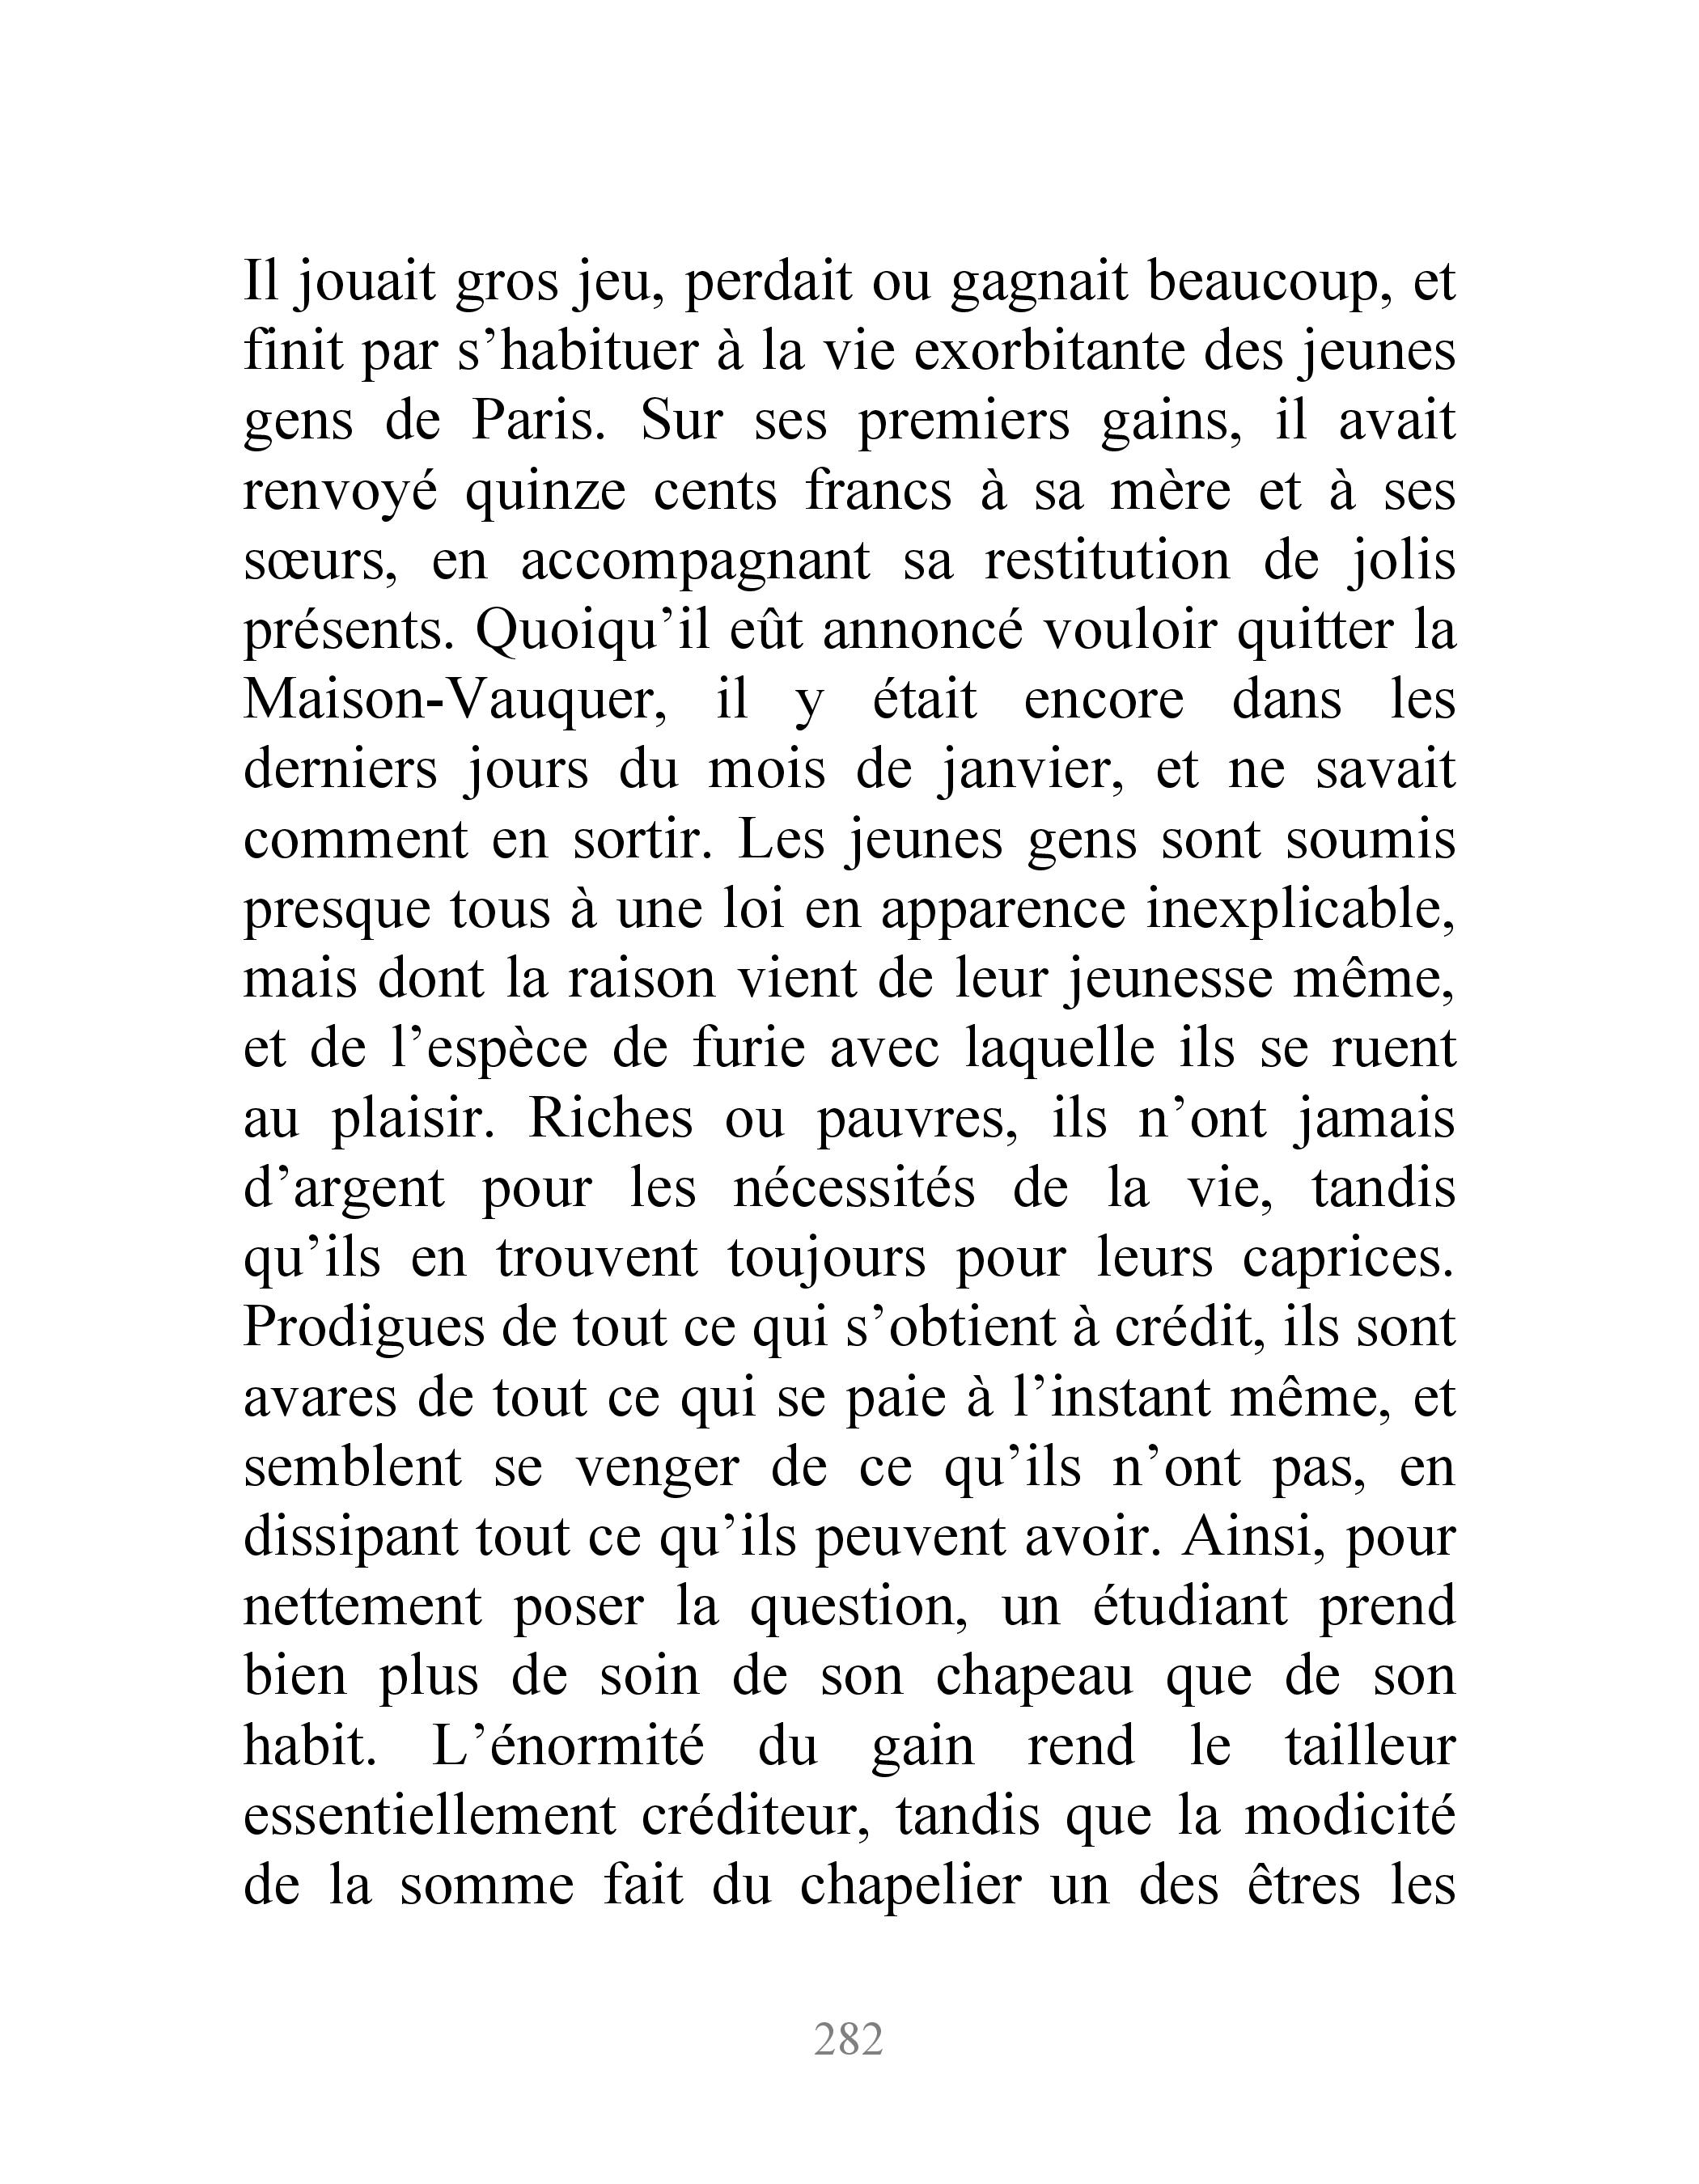 Il jouait gros jeu, perdait ou gagnait beaucoup, et
finit par s’habituer à la vie exorbitante des jeunes
gens de Paris. Sur ses premiers gains, il avait
renvoyé quinze cents francs à sa mère et à ses
sœurs, en accompagnant sa restitution de jolis
présents. Quoiqu’il eût annoncé vouloir quitter la
Maison-Vauquer, il y était encore dans les
derniers jours du mois de janvier, et ne savait
comment en sortir. Les jeunes gens sont soumis
presque tous à une loi en apparence inexplicable,
mais dont la raison vient de leur jeunesse même,
et de l’espèce de furie avec laquelle ils se ruent
au plaisir. Riches ou pauvres, ils n’ont jamais
d’argent pour les nécessités de la vie, tandis
qu’ils en trouvent toujours pour leurs caprices.
Prodigues de tout ce qui s’obtient à crédit, ils sont
avares de tout ce qui se paie à l’instant même, et
semblent se venger de ce qu’ils n’ont pas, en
dissipant tout ce qu’ils peuvent avoir. Ainsi, pour
nettement poser la question, un étudiant prend
bien plus de soin de son chapeau que de son
habit. L’énormité du gain rend le tailleur
essentiellement créditeur, tandis que la modicité
de la somme fait du chapelier un des êtres les
282